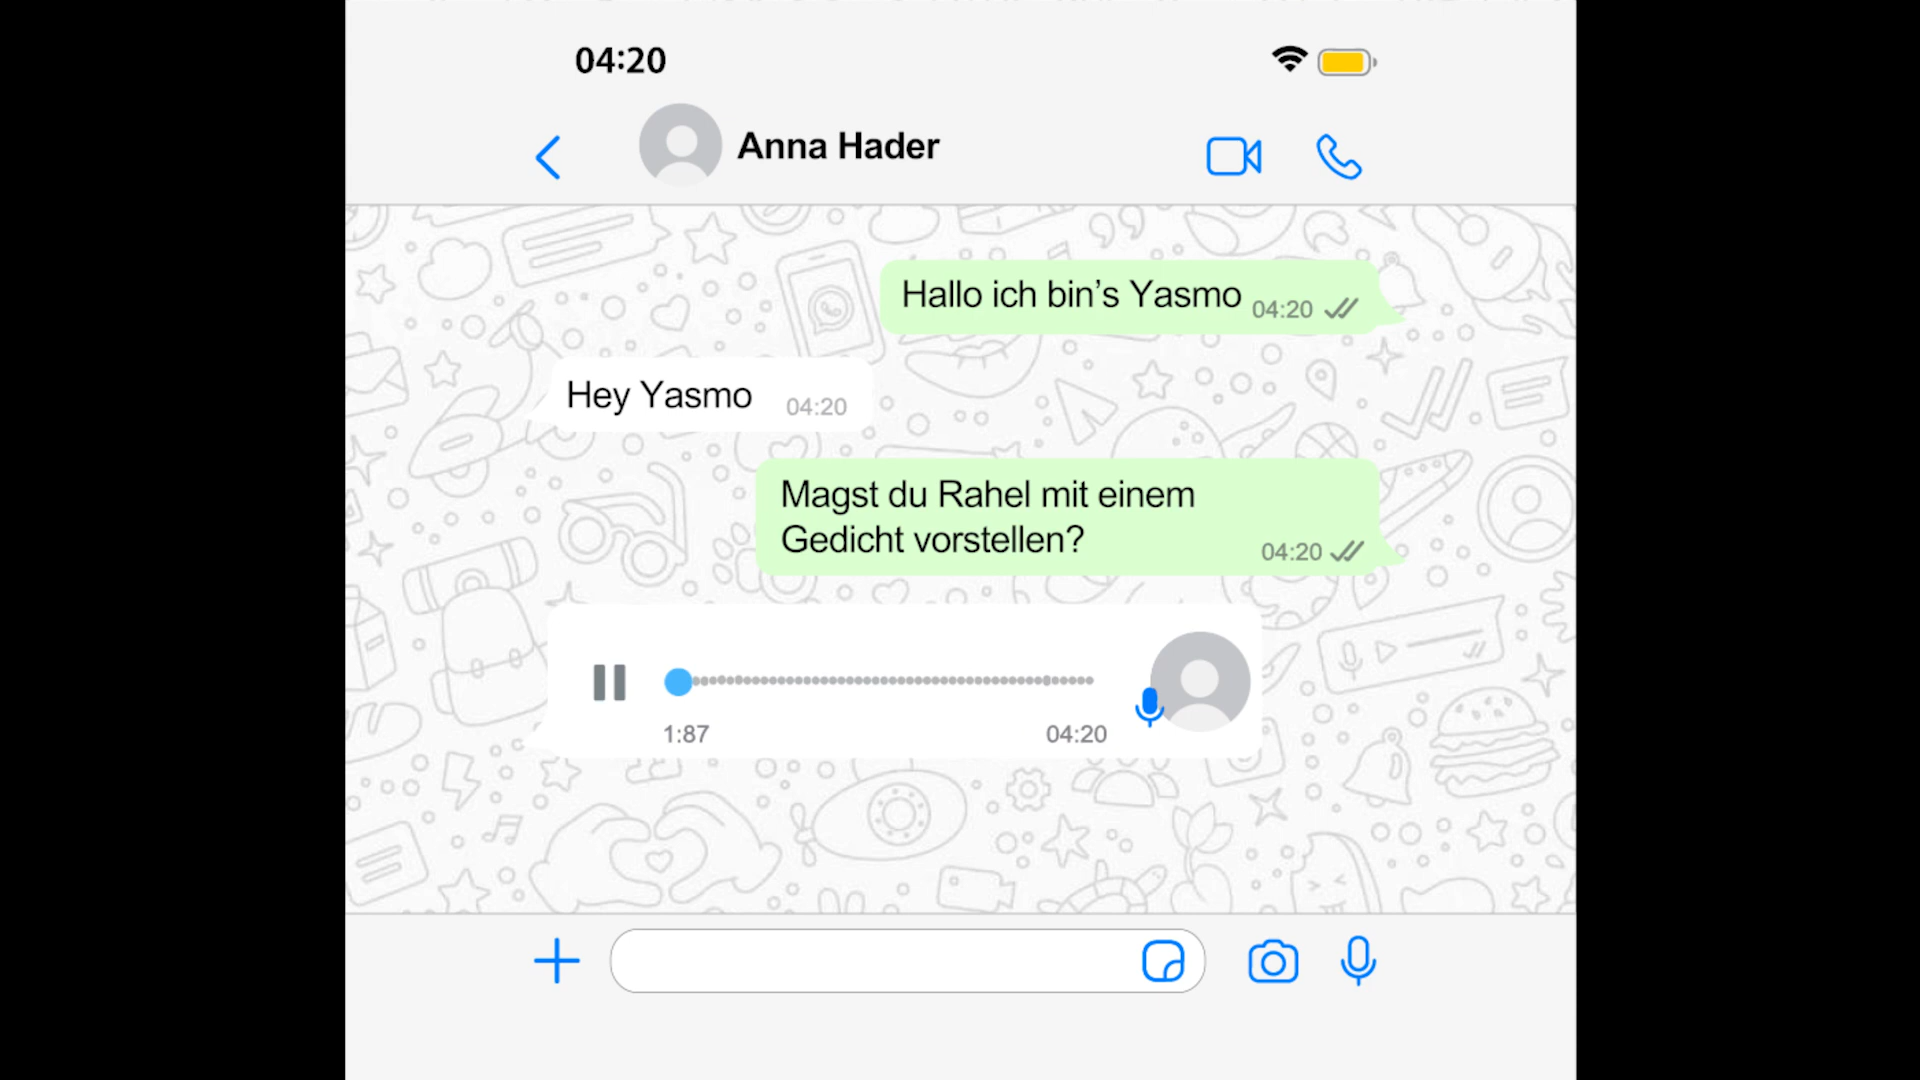 04:20
Anna Hader
Hallo ich bin’s Yasmo 04:20
Hey Yasmo 04:20
Magst du Rahel mit einem
Gedicht vorstellen?
04:20
1:87 04:20